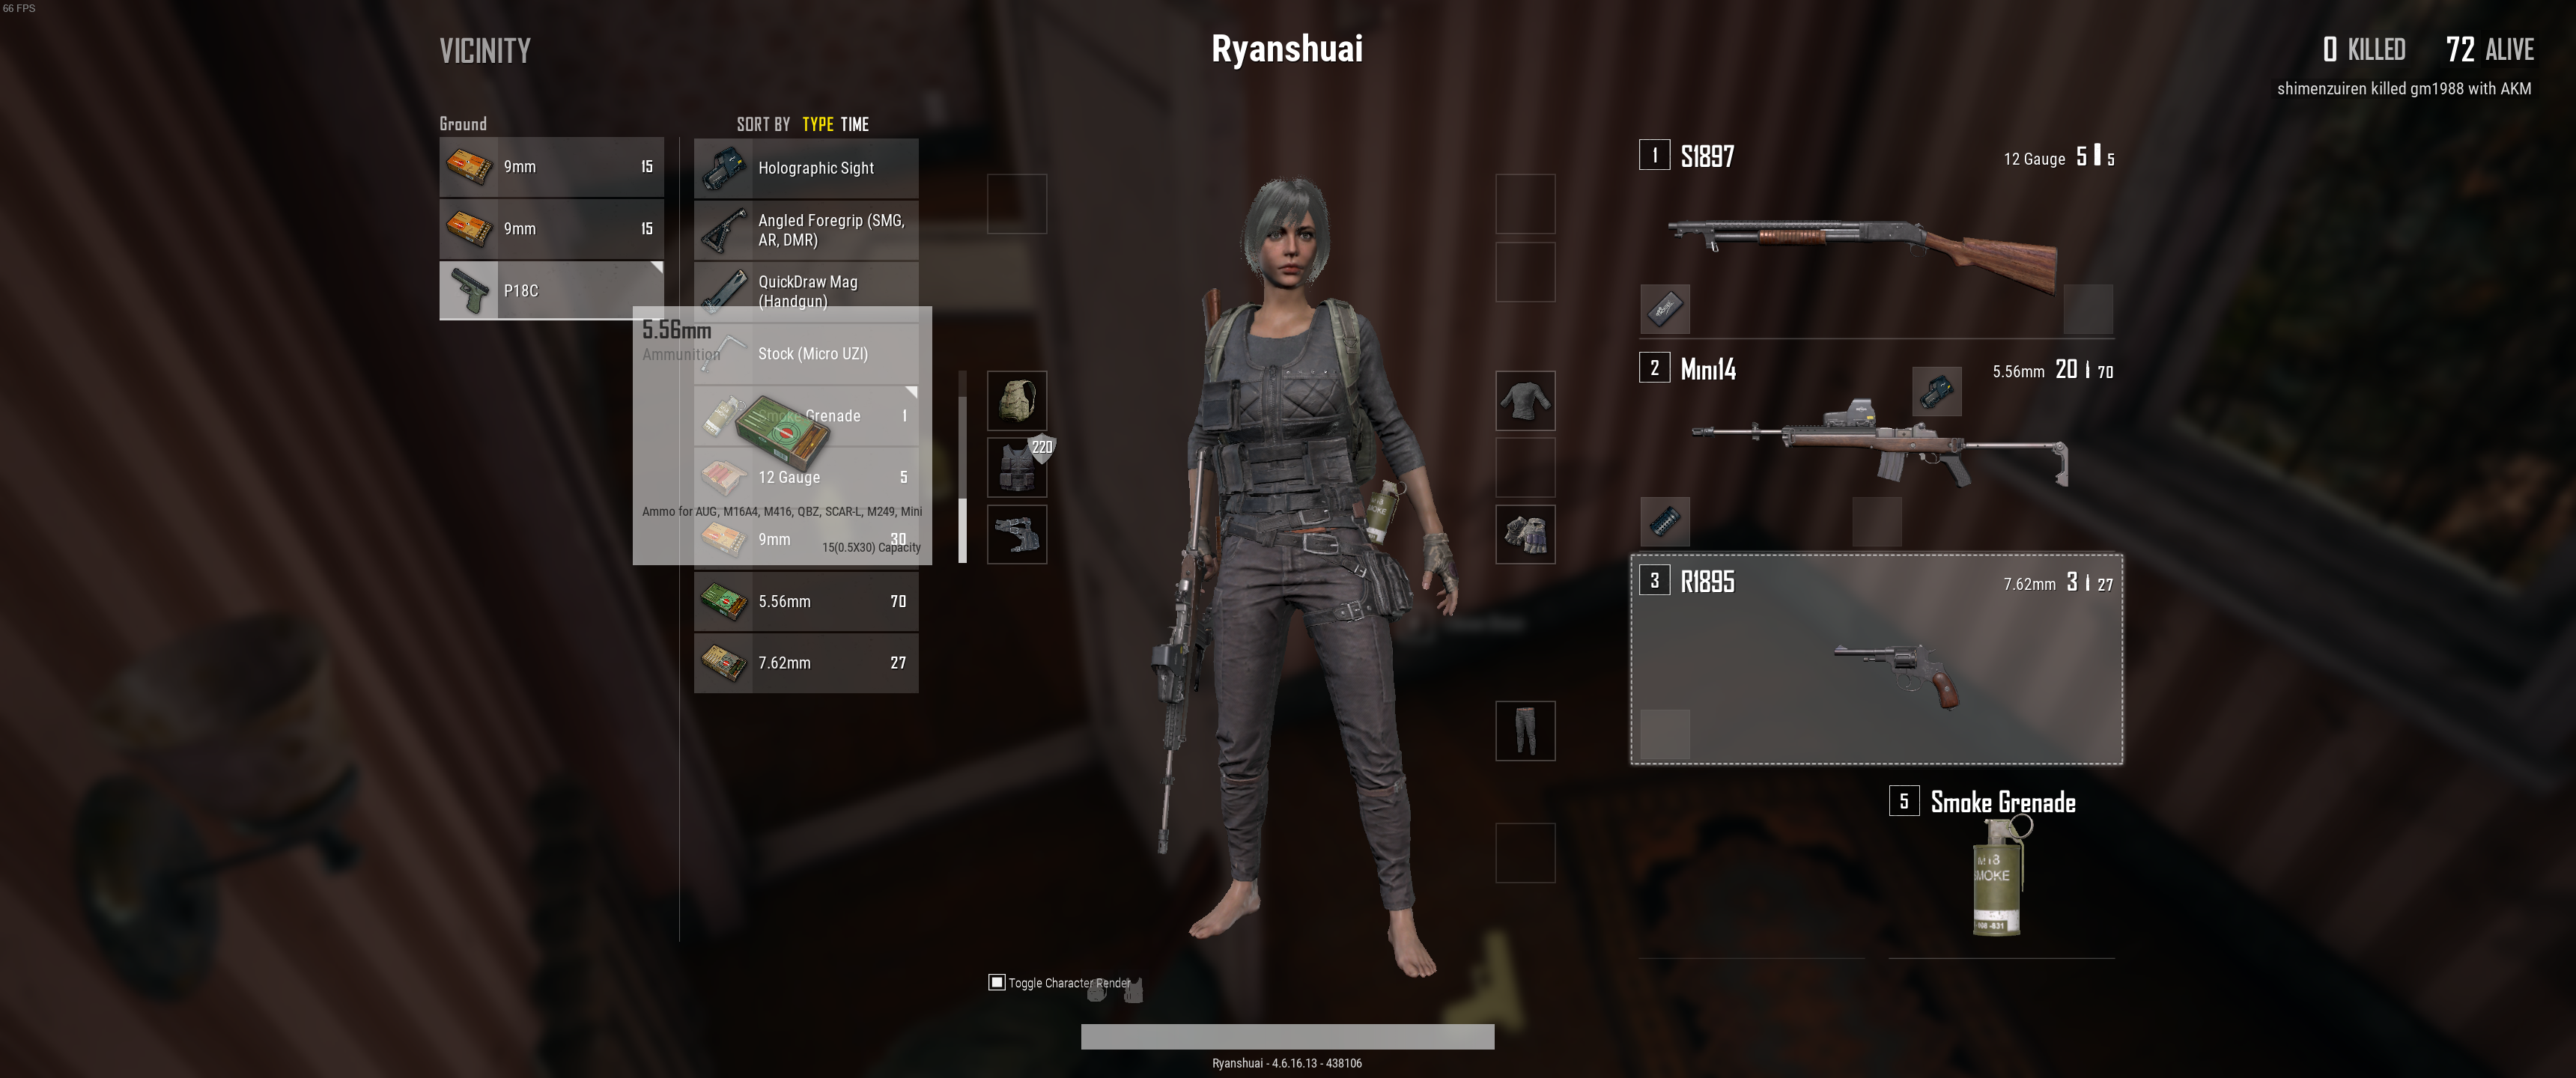 66 FPS
VICINITY
Ryanshuai
0 KILLED 72 ALIVE
shimenzuiren killed gm1988 with AKM
Ground
SORT BY TYPE TIME
9mm 15
9mm 15
P18C
Holographic Sight
Angled Foregrip (SMG,
AR, DMR)
QuickDraw Mag
(Handgun)
5.56mm
Ammunition
Stock (Micro UZI)
Smoke Grenade 1
12 Gauge 5
Ammo for AUG, M16A4, M416, QBZ, SCAR-L, M249, Mini
9mm 30
15(0.5X30) Capacity
5.56mm 70
7.62mm 27
220
SMOKE
1 S1897 12 Gauge 5 5
2 Mini14 5.56mm 20 70
3 R1895 7.62mm 3 27
5 Smoke Grenade
M18
SMOKE
Toggle Character Render
Ryanshuai - 4.6.16.13 - 438106